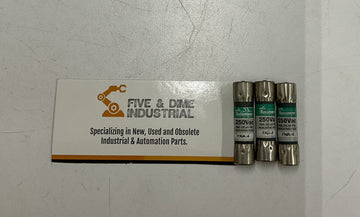 FIVE & DIME
INDUSTRIAL
Specializing in New, Used and Obsolete
Industrial & Automation Parts.
250Vac
250Vac
250Vac